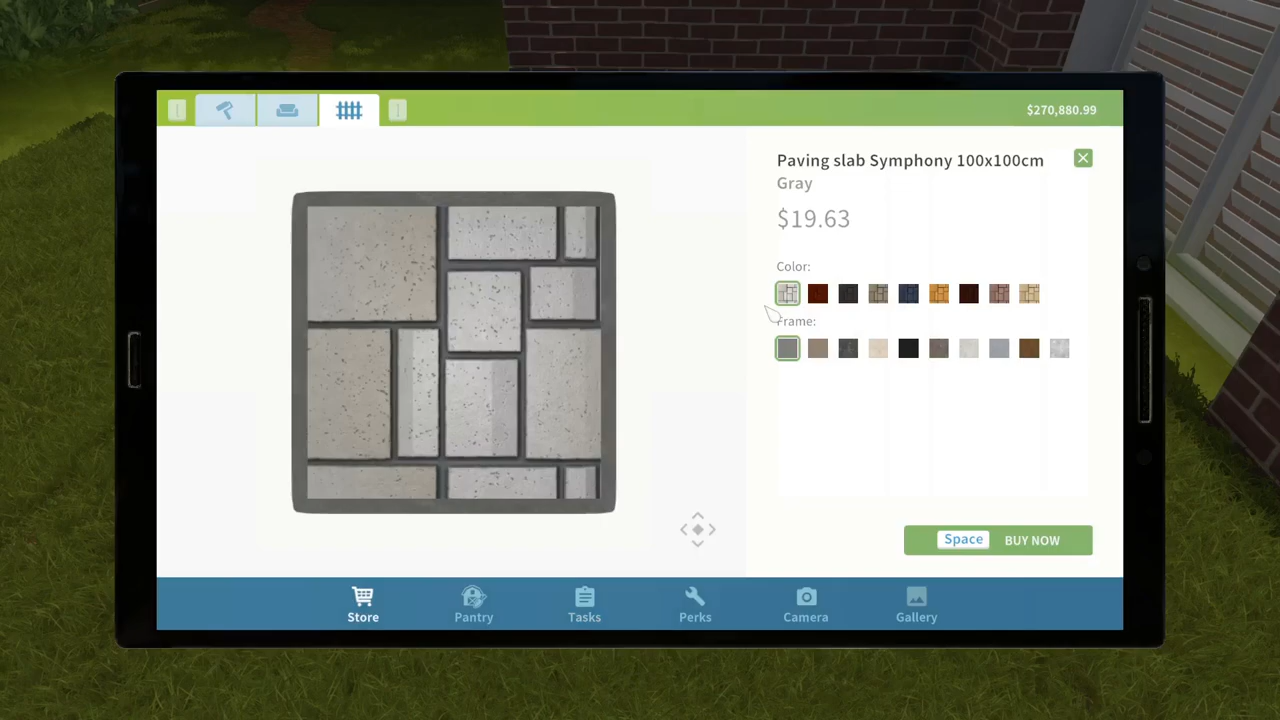 $270,880.99
Paving slab Symphony 100x100cm
Gray
$19.63
Color:
Frame:
Space BUY NOW
Store Pantry Tasks Perks Camera Gallery